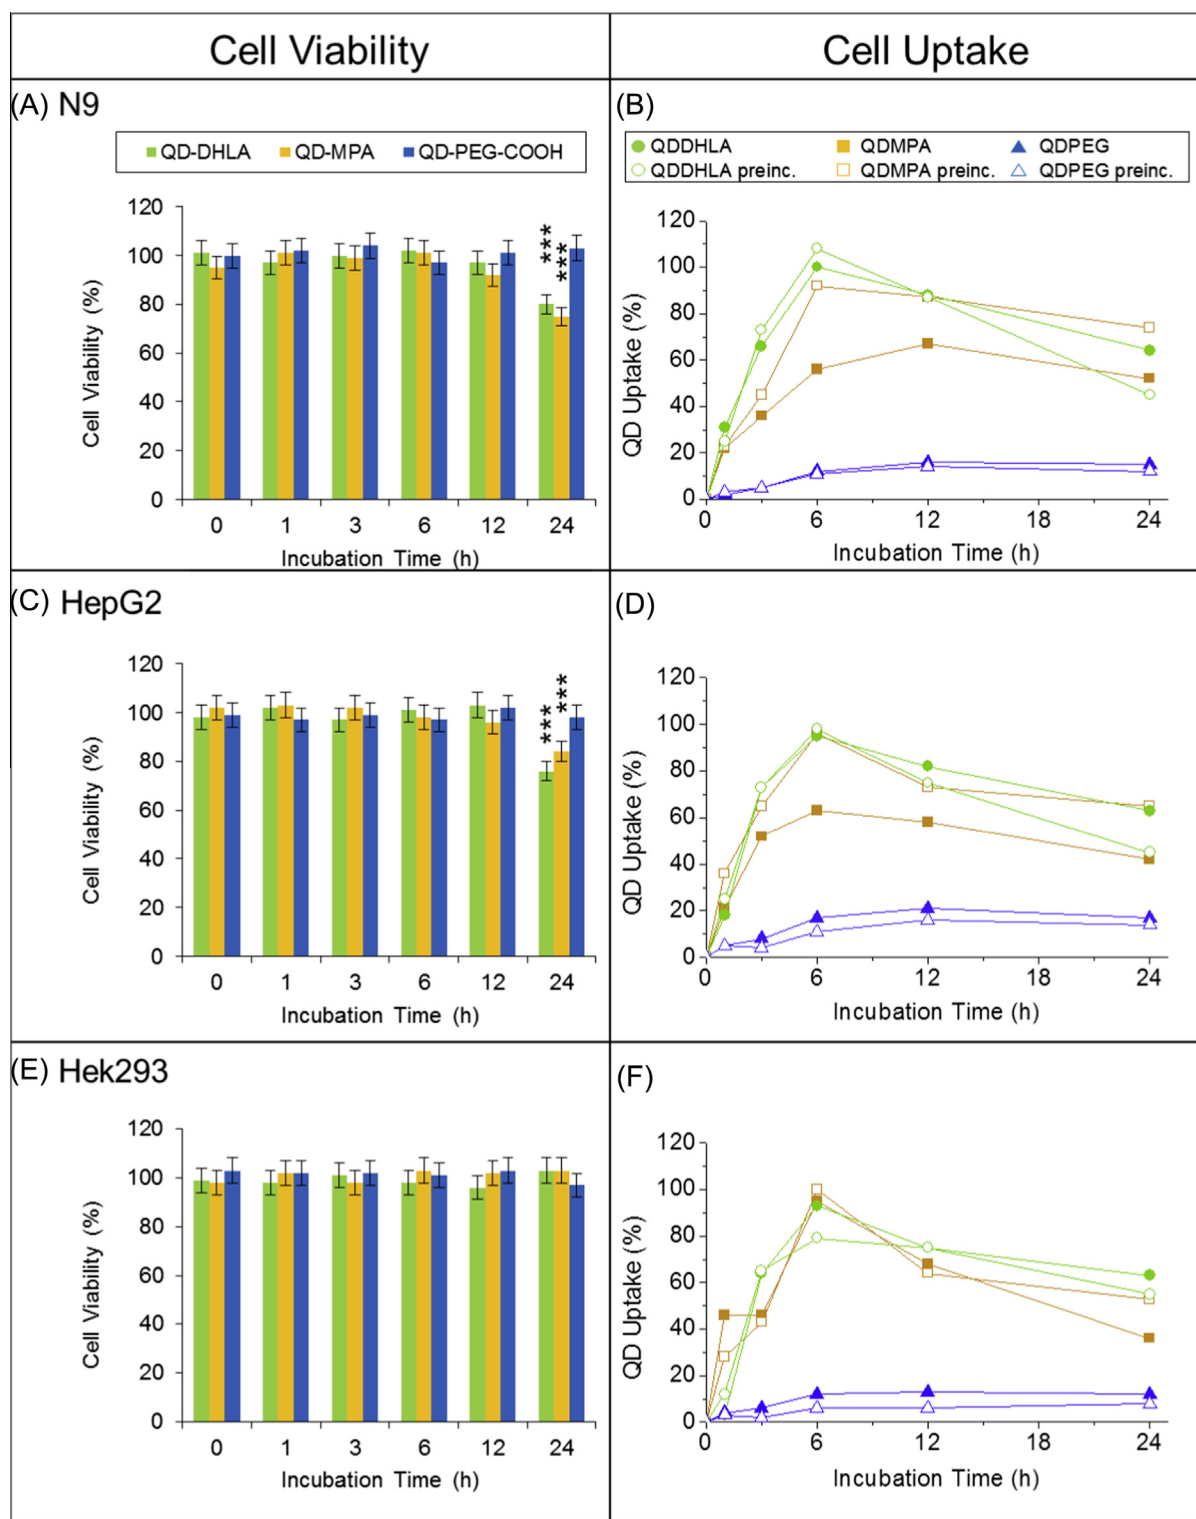 Cell Viability
Cell Uptake
(A) N9
QD-DHLA QD-MPA QD-PEG-COOH
120
100
80
60
40
20
0
Cell Viability (%)
*** ***
0 1 3 6 12 24
Incubation Time (h)
(B)
QDDHLA QDMPA QDPEG
QDDHLA preinc. QDMPA preinc. QDPEG preinc.
120
100
80
60
40
20
0
QD Uptake (%)
0 6 12 18 24
Incubation Time (h)
(C) HepG2
120
100
80
60
40
20
0
Cell Viability (%)
*** ***
0 1 3 6 12 24
Incubation Time (h)
(D)
120
100
80
60
40
20
0
QD Uptake (%)
0 6 12 18 24
Incubation Time (h)
(E) Hek293
120
100
80
60
40
20
0
Cell Viability (%)
0 1 3 6 12 24
Incubation Time (h)
(F)
120
100
80
60
40
20
0
QD Uptake (%)
0 6 12 18 24
Incubation Time (h)